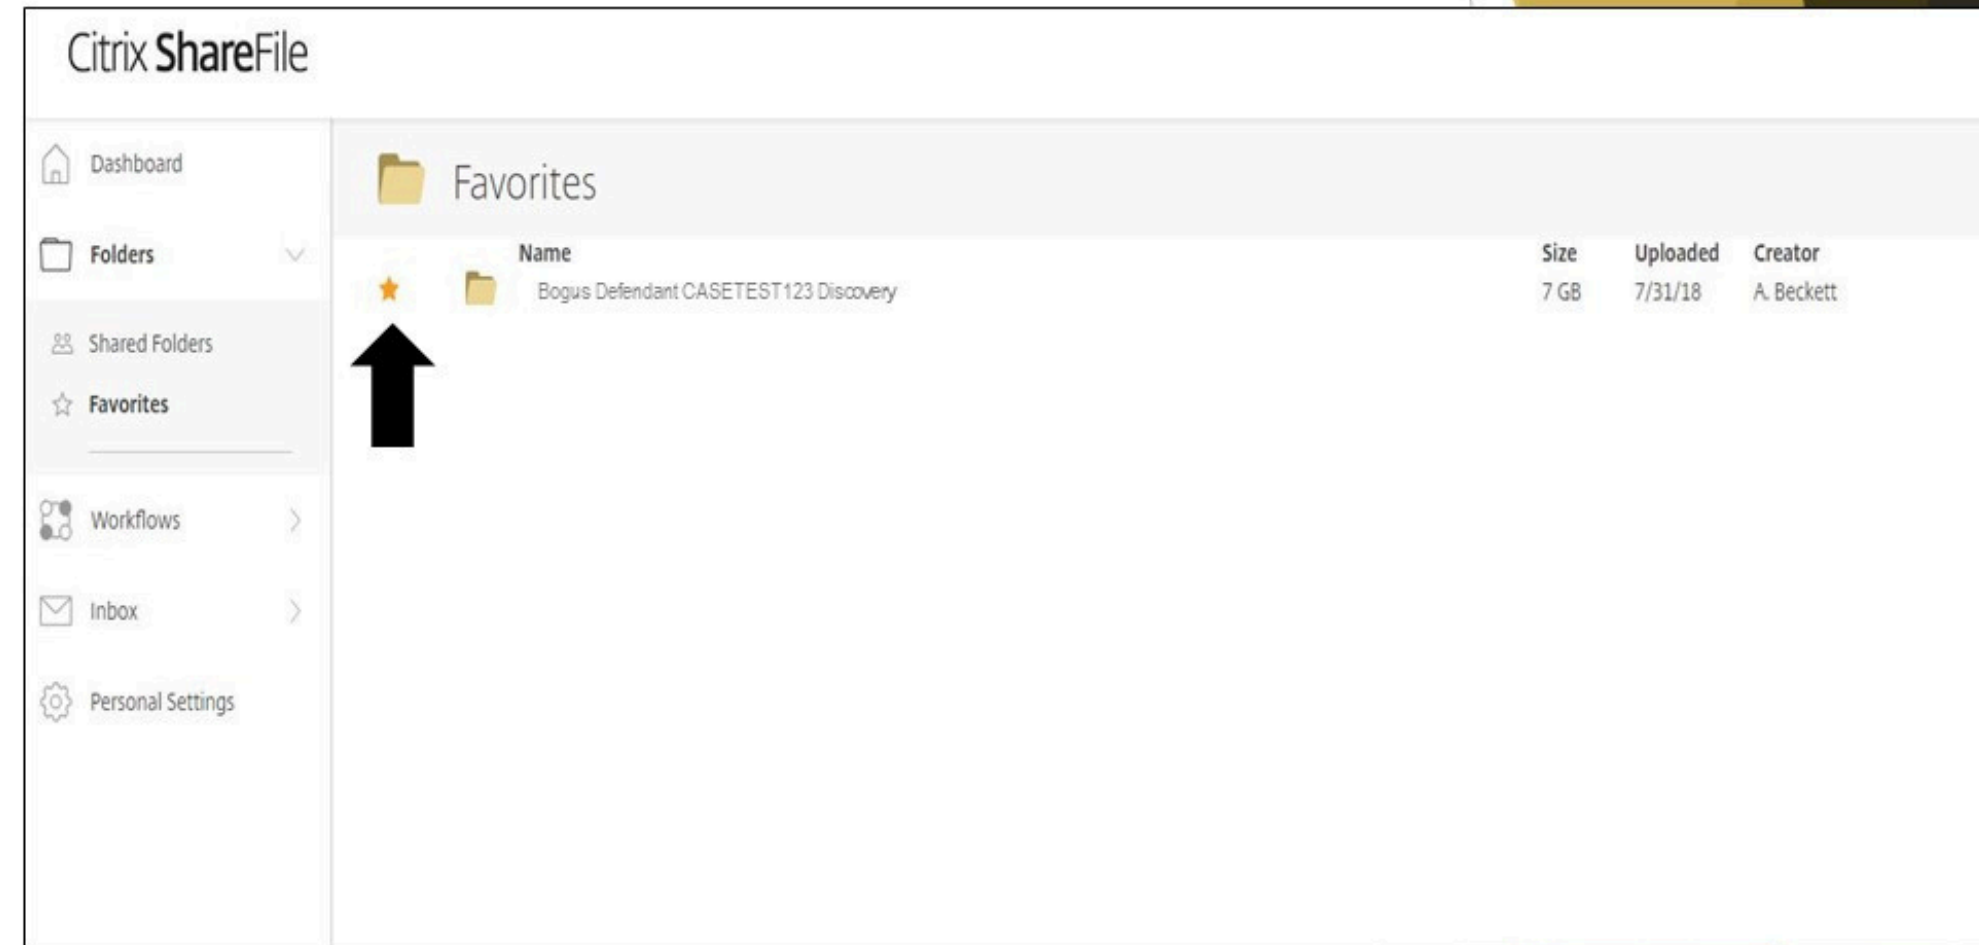 Citrix ShareFile
Dashboard
Folders
Shared Folders
Favorites
Workflows
Inbox
Personal Settings
Favorites
Name Size Uploaded Creator
Bogus Defendant CASETEST123 Discovery 7 GB 7/31/18 A. Beckett